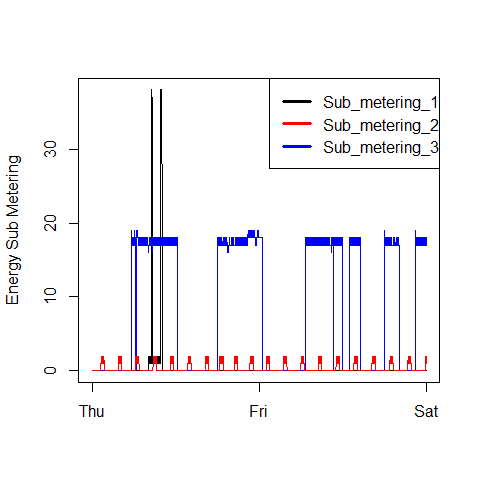 Sub_metering_1
Sub_metering_2
Sub_metering_3
Energy Sub Metering
30
20
10
0
Thu Fri Sat